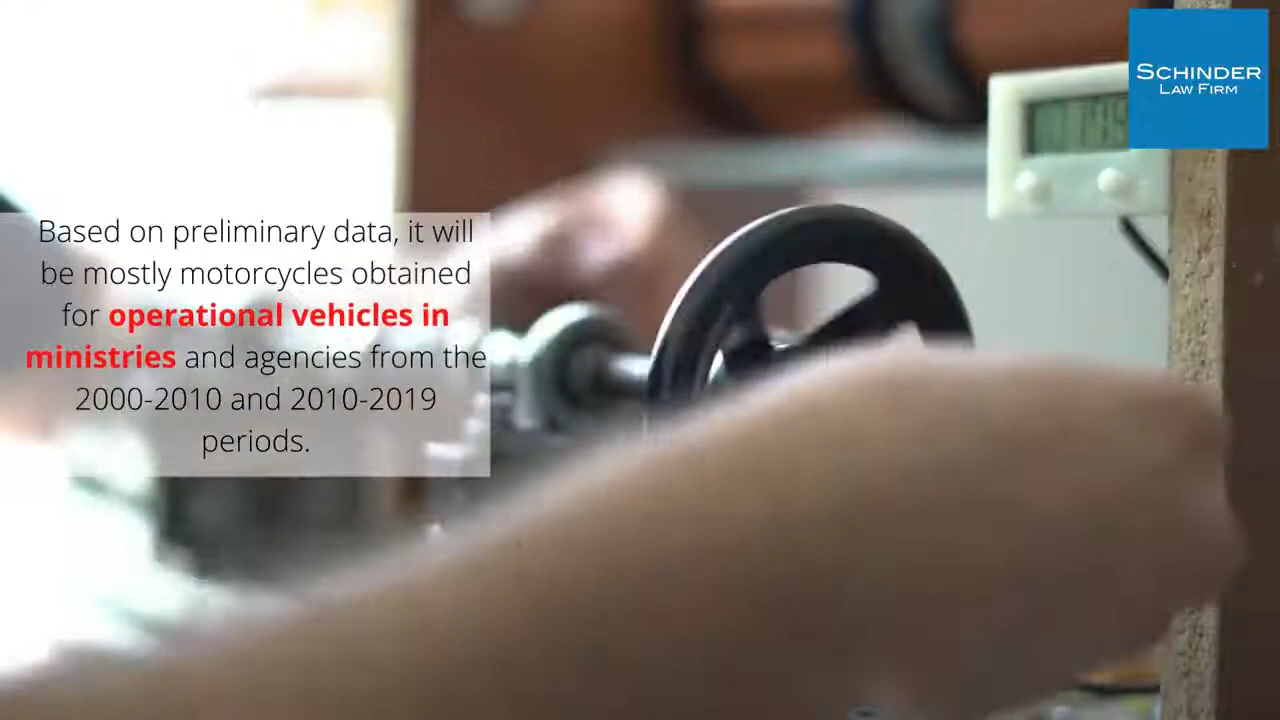 SCHINDER
LAW FIRM
Based on preliminary data, it will
be mostly motorcycles obtained
for operational vehicles in
ministries and agencies from the
2000-2010 and 2010-2019
periods.